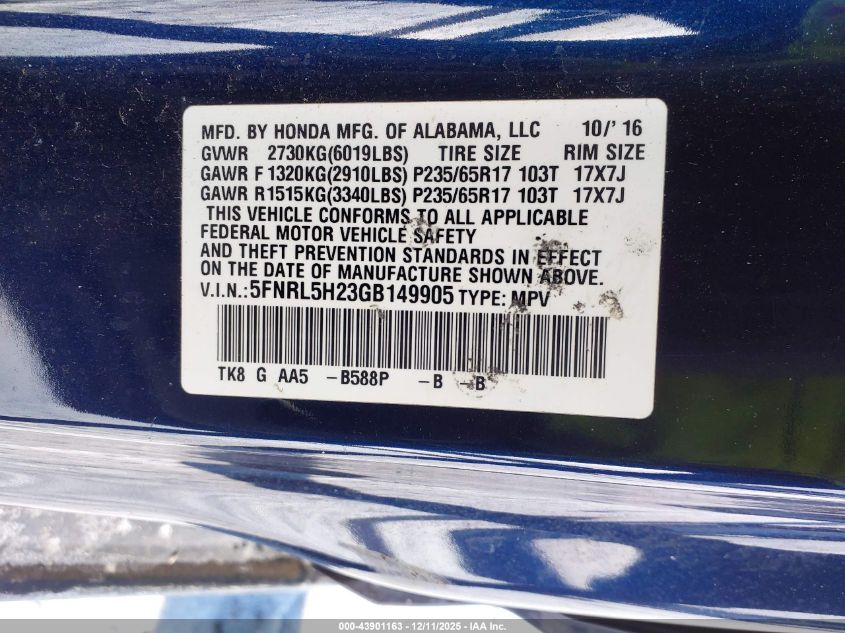 MFD. BY HONDA MFG. OF ALABAMA, LLC 10/'16
GVWR 2730KG(6019LBS) TIRE SIZE RIM SIZE
GAWR F 1320KG(2910LBS) P235/65R17 103T 17X7J
GAWR R1515KG(3340LBS) P235/65R17 103T 17X7J
THIS VEHICLE CONFORMS TO ALL APPLICABLE
FEDERAL MOTOR VEHICLE SAFETY
AND THEFT PREVENTION STANDARDS IN EFFECT
ON THE DATE OF MANUFACTURE SHOWN ABOVE.
V.I.N.:5FNRL5H23GB149905 TYPE: MPV
TK8 G AA5 -B588P -B -B
000-43901163 - 12/11/2025 - IAA Inc.